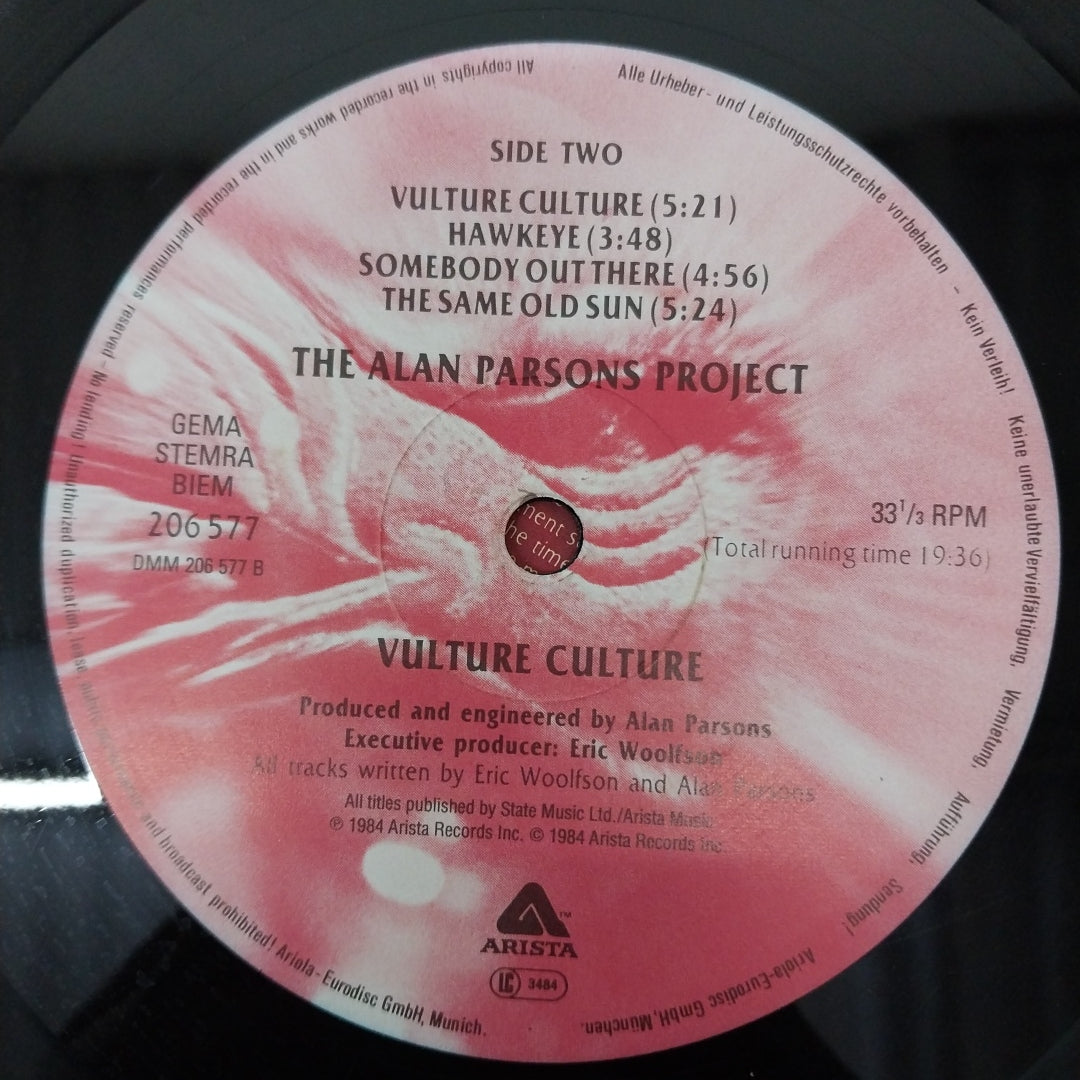 SIDE TWO
VULTURE CULTURE (5:21)
HAWKEYE (3:48)
SOMEBODY OUT THERE (4:56)
THE SAME OLD SUN (5:24)
THE ALAN PARSONS PROJECT
GEMA
STEMRA
BIEM
206 577
DMM 206 577 B
33 1/3 RPM
(Total running time 19:36)
ment s
he time
VULTURE CULTURE
Produced and engineered by Alan Parsons
Executive producer: Eric Woolfson
All tracks written by Eric Woolfson and Alan Parsons
All titles published by State Music Ltd./Arista Music
℗ 1984 Arista Records Inc. © 1984 Arista Records Inc.
TM
ARISTA
LC 3484
Alle Urheber- und Leistungsschutzrechte vorbehalten – Kein Verleih! Keine unerlaubte Vervielfältigung, Vermietung, Aufführung, Sendung! Ariola-Eurodisc GmbH, München.
All copyrights in the recorded works and in the recorded performances reserved – No lending! Unauthorized duplication, lease, and broadcast prohibited! Ariola-Eurodisc GmbH, Munich.